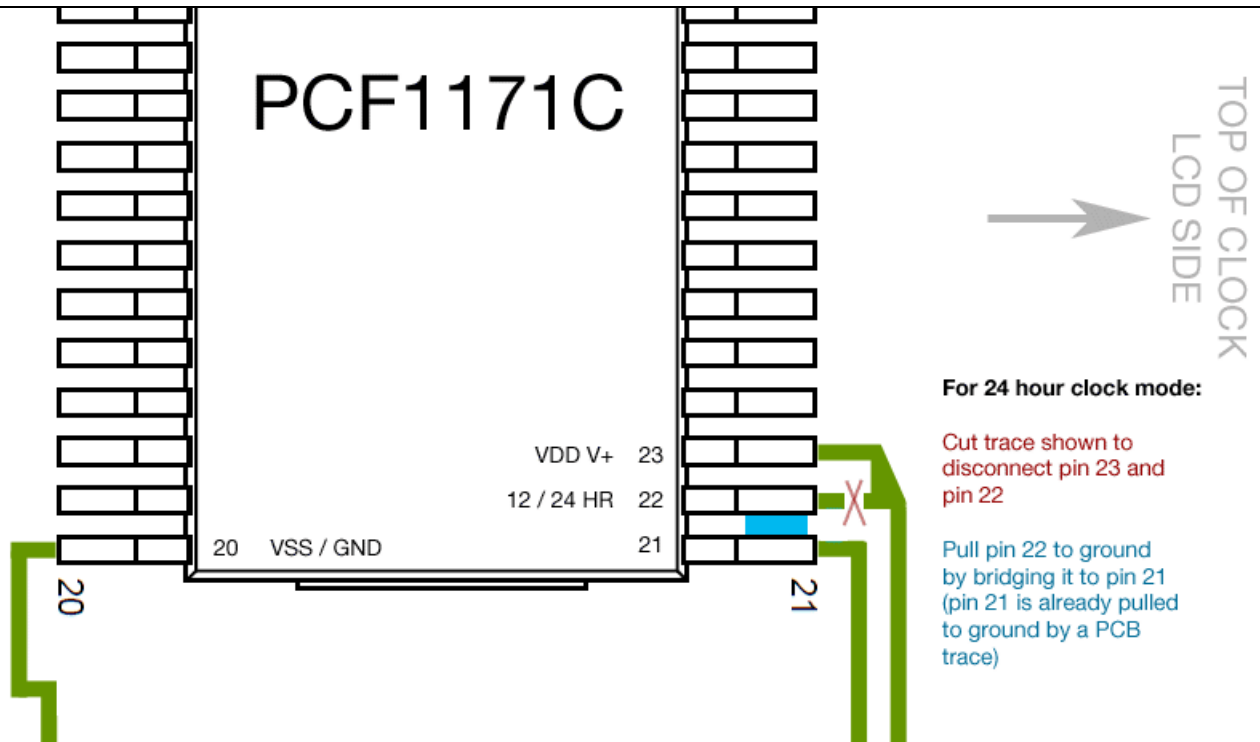 PCF1171C
TOP OF CLOCK
LCD SIDE
For 24 hour clock mode:
Cut trace shown to
disconnect pin 23 and
pin 22
Pull pin 22 to ground
by bridging it to pin 21
(pin 21 is already pulled
to ground by a PCB
trace)
VDD V+ 23
12 / 24 HR 22
20 VSS / GND 21
20 21